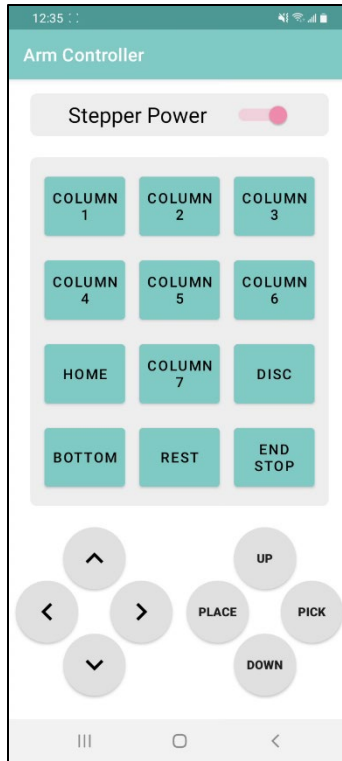 12:35
Arm Controller
Stepper Power
COLUMN
1
COLUMN
2
COLUMN
3
COLUMN
4
COLUMN
5
COLUMN
6
HOME
COLUMN
7
DISC
BOTTOM
REST
END
STOP
UP
PLACE
PICK
DOWN